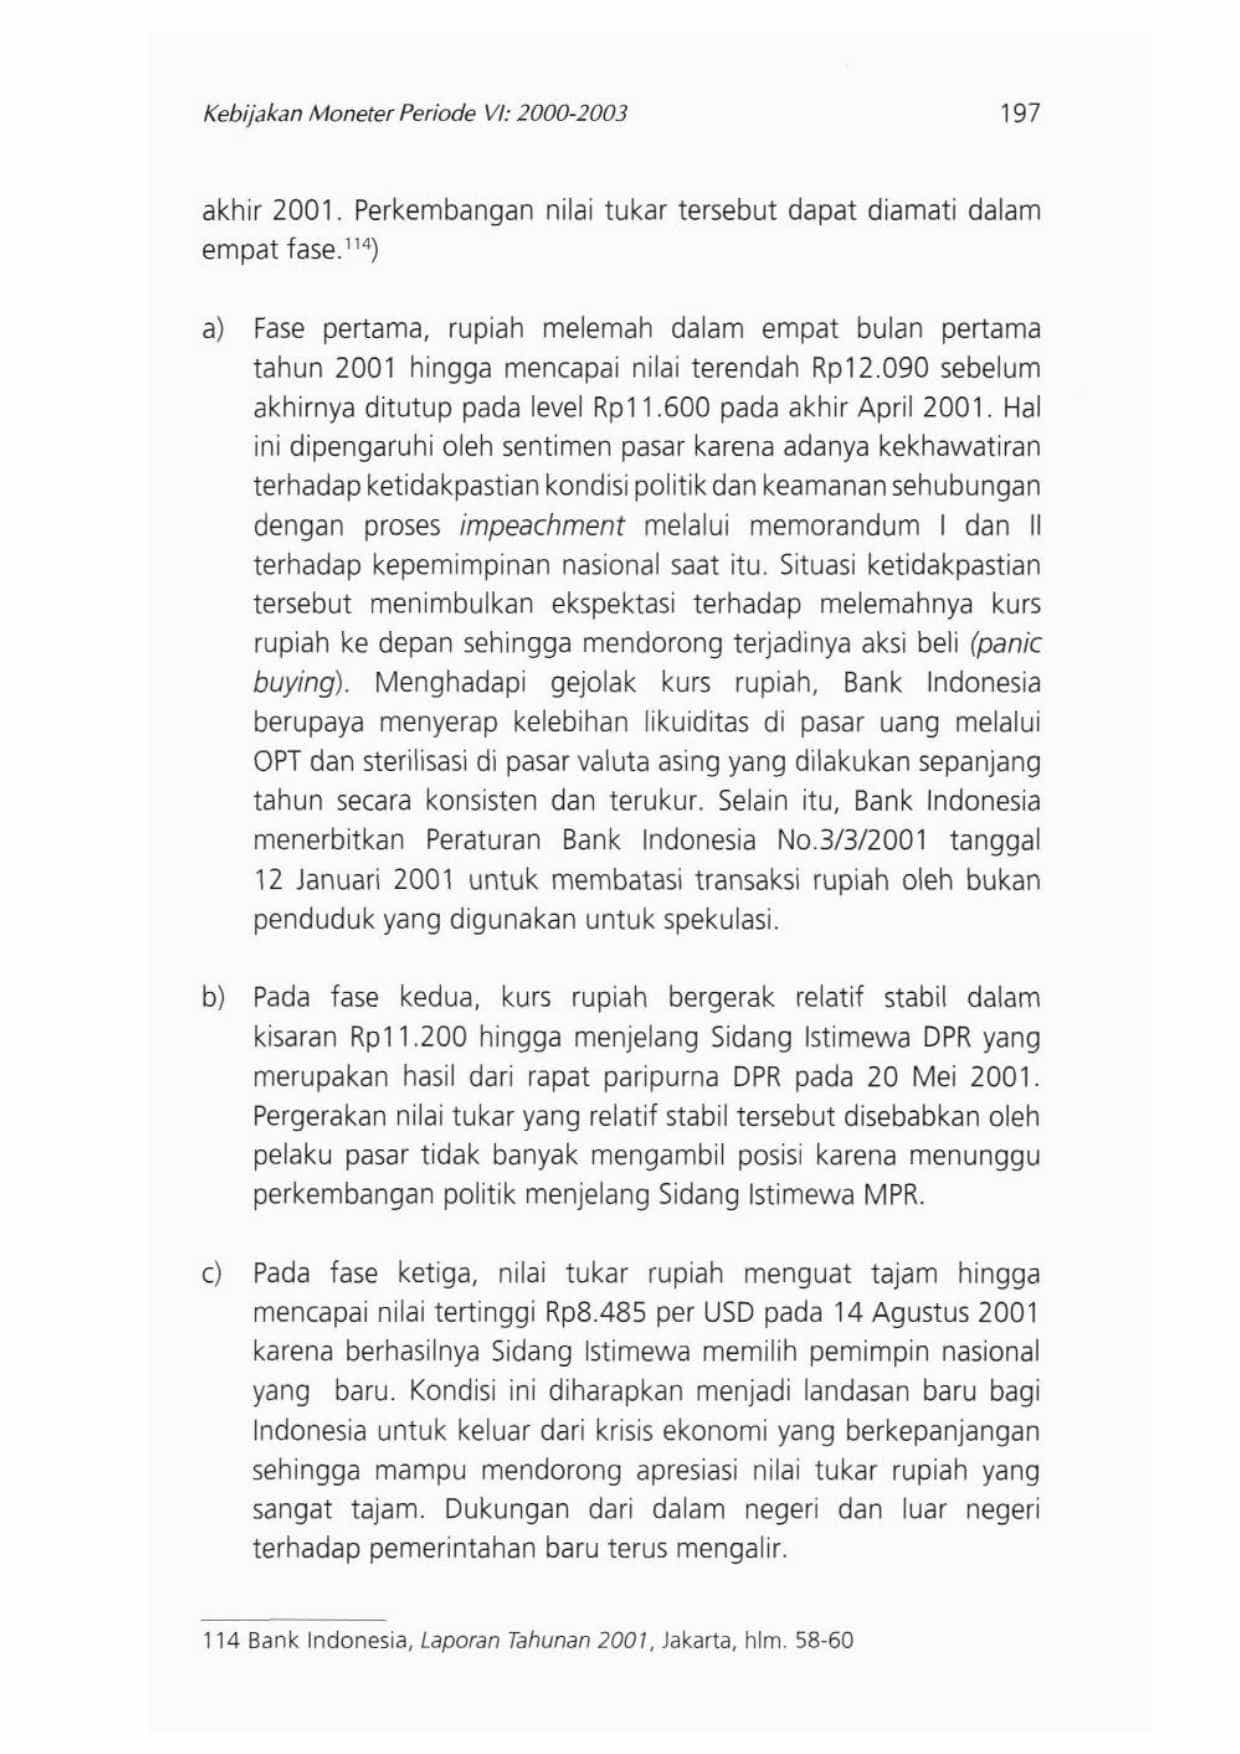 Kebijakan Moneter Periode VI: 2000-2003 197
akhir 2001. Perkembangan nilai tukar tersebut dapat diamati dalam
empat fase.114)
a) Fase pertama, rupiah melemah dalam empat bulan pertama
tahun 2001 hingga mencapai nilai terendah Rp12.090 sebelum
akhirnya ditutup pada level Rp11.600 pada akhir April 2001. Hal
ini dipengaruhi oleh sentimen pasar karena adanya kekhawatiran
terhadap ketidakpastian kondisi politik dan keamanan sehubungan
dengan proses impeachment melalui memorandum I dan II
terhadap kepemimpinan nasional saat itu. Situasi ketidakpastian
tersebut menimbulkan ekspektasi terhadap melemahnya kurs
rupiah ke depan sehingga mendorong terjadinya aksi beli (panic
buying). Menghadapi gejolak kurs rupiah, Bank Indonesia
berupaya menyerap kelebihan likuiditas di pasar uang melalui
OPT dan sterilisasi di pasar valuta asing yang dilakukan sepanjang
tahun secara konsisten dan terukur. Selain itu, Bank Indonesia
menerbitkan Peraturan Bank Indonesia No.3/3/2001 tanggal
12 Januari 2001 untuk membatasi transaksi rupiah oleh bukan
penduduk yang digunakan untuk spekulasi.
b) Pada fase kedua, kurs rupiah bergerak relatif stabil dalam
kisaran Rp11.200 hingga menjelang Sidang Istimewa DPR yang
merupakan hasil dari rapat paripurna DPR pada 20 Mei 2001.
Pergerakan nilai tukar yang relatif stabil tersebut disebabkan oleh
pelaku pasar tidak banyak mengambil posisi karena menunggu
perkembangan politik menjelang Sidang Istimewa MPR.
c) Pada fase ketiga, nilai tukar rupiah menguat tajam hingga
mencapai nilai tertinggi Rp8.485 per USD pada 14 Agustus 2001
karena berhasilnya Sidang Istimewa memilih pemimpin nasional
yang baru. Kondisi ini diharapkan menjadi landasan baru bagi
Indonesia untuk keluar dari krisis ekonomi yang berkepanjangan
sehingga mampu mendorong apresiasi nilai tukar rupiah yang
sangat tajam. Dukungan dari dalam negeri dan luar negeri
terhadap pemerintahan baru terus mengalir.
114 Bank Indonesia, Laporan Tahunan 2001, Jakarta, hlm. 58-60